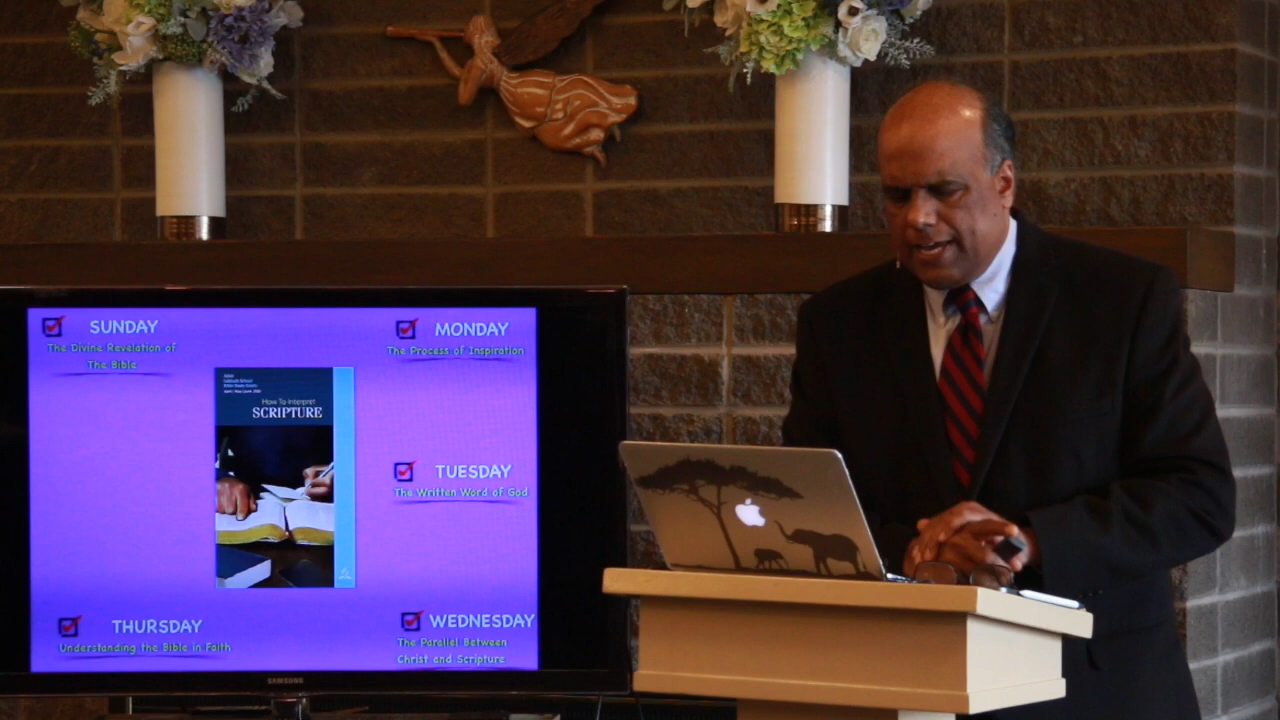 SUNDAY
The Divine Revelation of
The Bible
MONDAY
The Process of Inspiration
How To Interpret
SCRIPTURE
TUESDAY
The Written Word of God
THURSDAY
Understanding the Bible in Faith
WEDNESDAY
The Parallel Between
Christ and Scripture
SAMSUNG